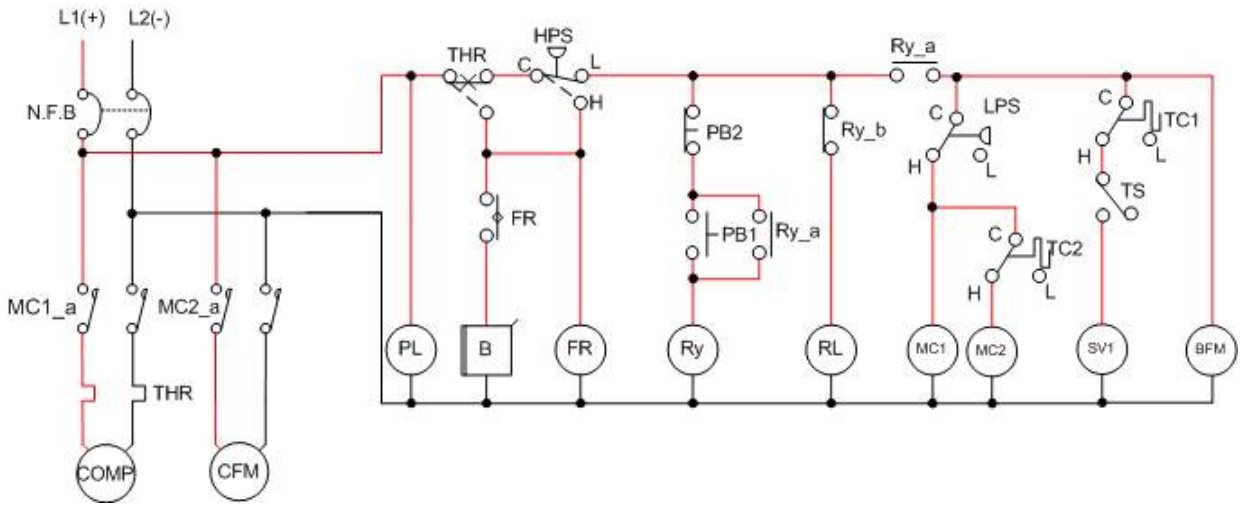 L1(+) L2(-)
N.F.B
THR
HPS
C
L
H
Ry_a
PB2
Ry_b
C
LPS
H
L
C
TC1
H
L
TS
FR
PB1
Ry_a
C
TC2
H
L
MC1_a
MC2_a
PL
B
FR
Ry
RL
MC1
MC2
SV1
BFM
THR
COMP
CFM